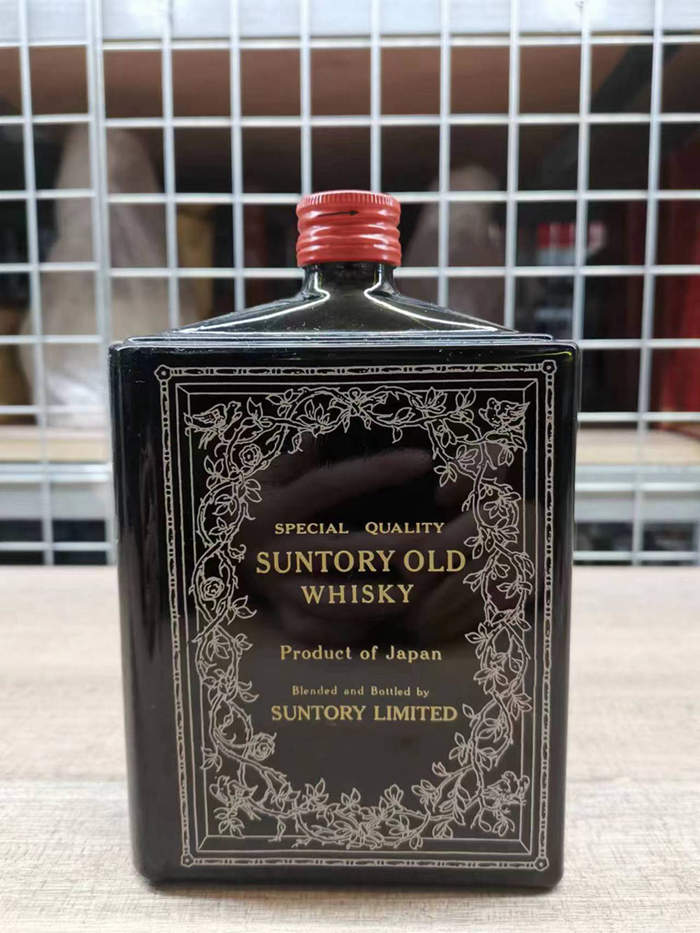 SPECIAL QUALITY
SUNTORY OLD
WHISKY
Product of Japan
Blended and Bottled by
SUNTORY LIMITED